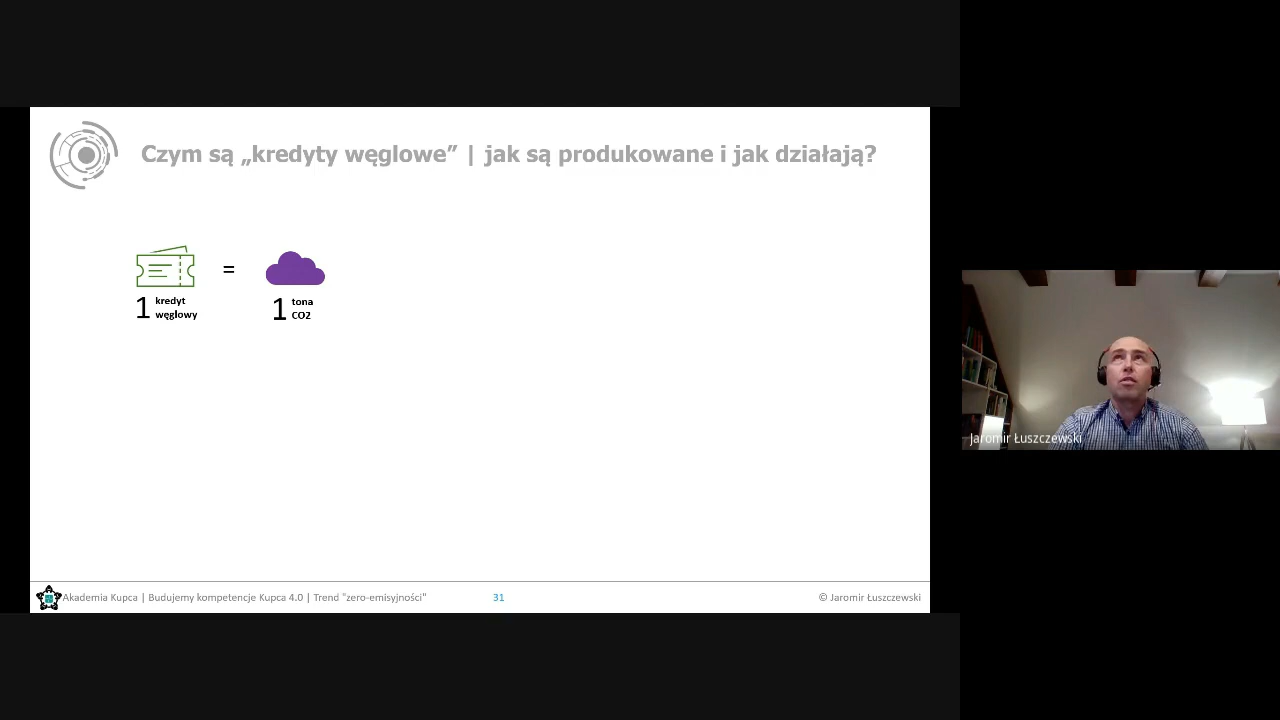 Czym są „kredyty węglowe” | jak są produkowane i jak działają?
=
1 kredyt węglowy
1 tona CO2
Jaromir Łuszczewski
Akademia Kupca | Budujemy kompetencje Kupca 4.0 | Trend "zero-emisyjności"
31
© Jaromir Łuszczewski